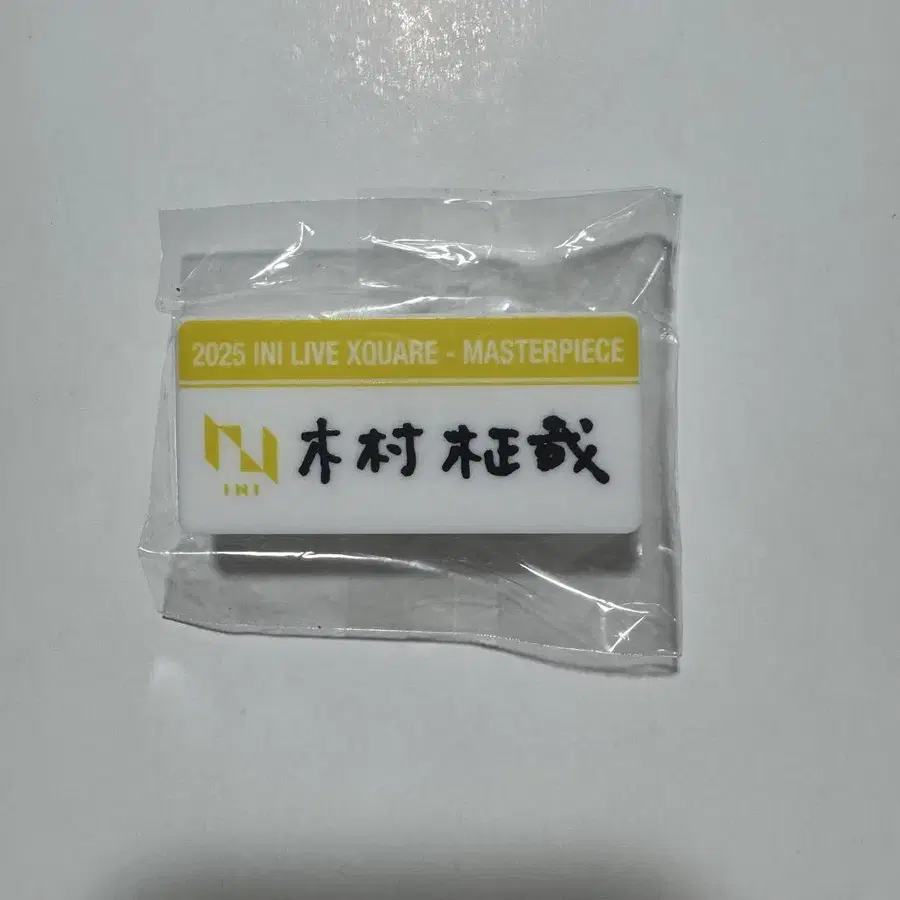 2025 INI LIVE XQUARE - MASTERPIECE
木村 柾哉
INI